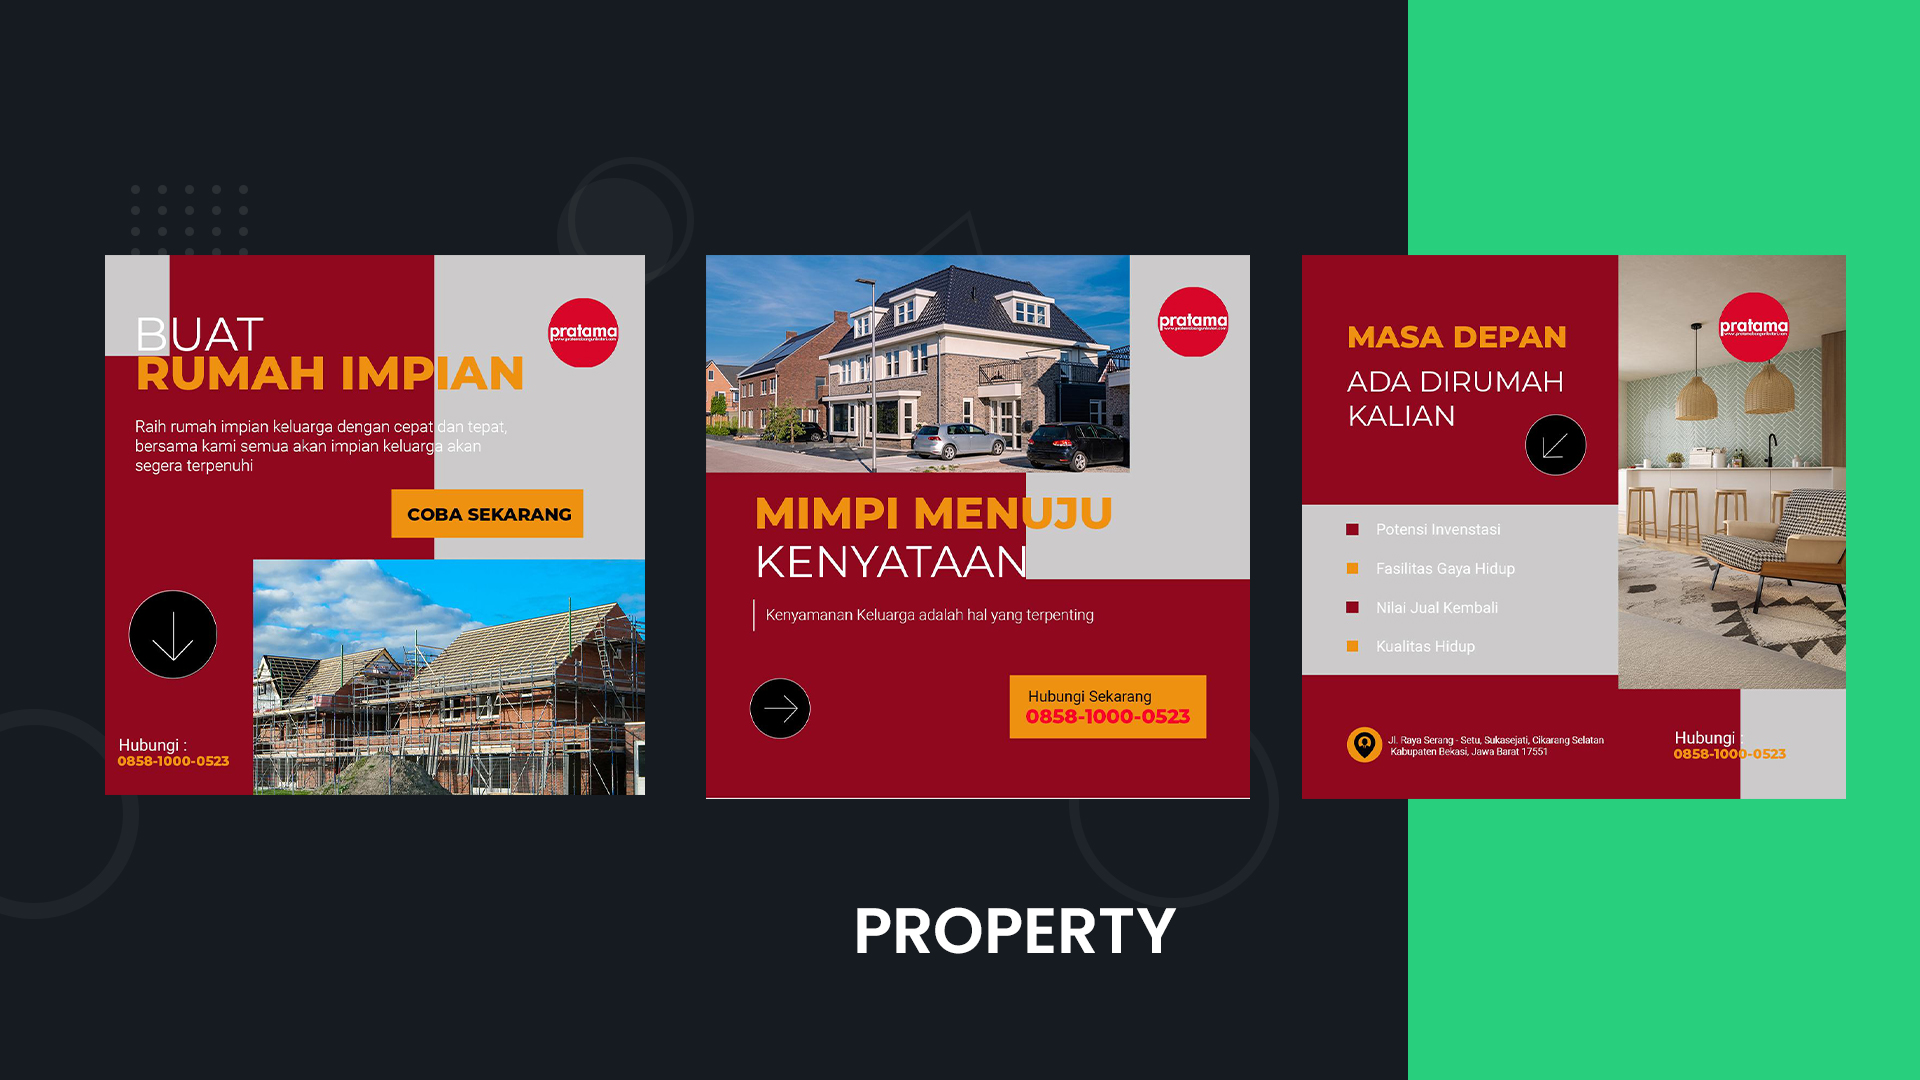 BUAT
RUMAH IMPIAN
pratama
Raih rumah impian keluarga dengan cepat dan tepat,
bersama kami semua akan impian keluarga akan
segera terpenuhi
COBA SEKARANG
Hubungi :
0858-1000-0523
pratama
MIMPI MENUJU
KENYATAAN
Kenyamanan Keluarga adalah hal yang terpenting
Hubungi Sekarang
0858-1000-0523
MASA DEPAN
ADA DIRUMAH
KALIAN
pratama
Potensi Invenstasi
Fasilitas Gaya Hidup
Nilai Jual Kembali
Kualitas Hidup
Jl. Raya Serang - Setu, Sukasejati, Cikarang Selatan
Kabupaten Bekasi, Jawa Barat 17551
Hubungi :
0858-1000-0523
PROPERTY